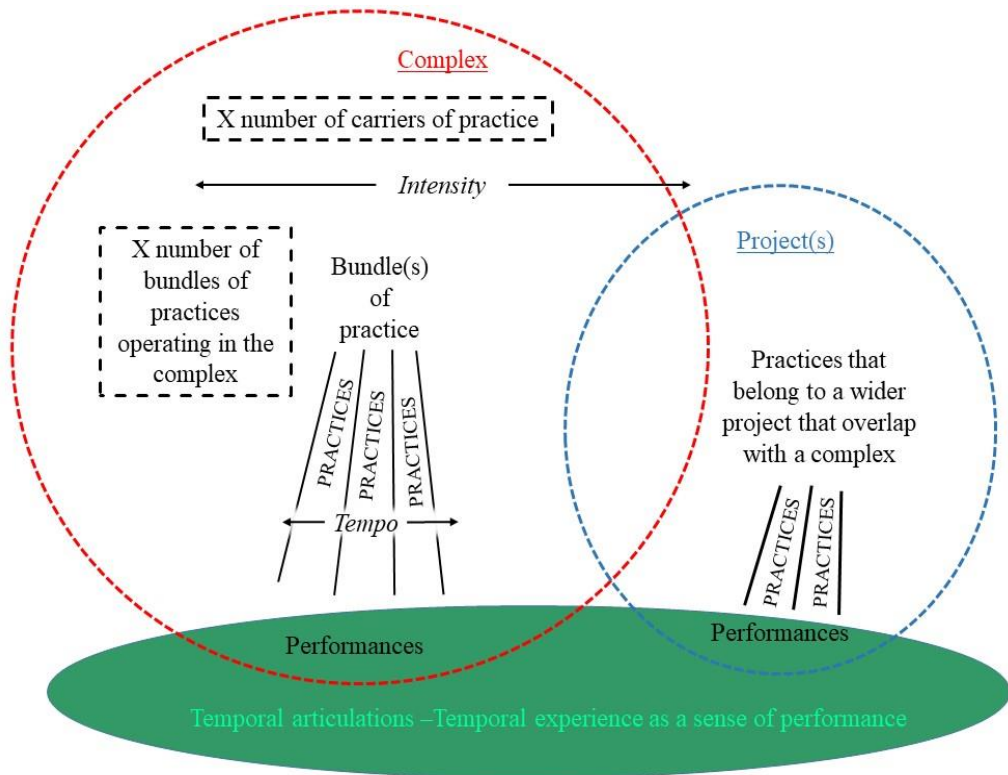 Complex
X number of carriers of practice
Intensity
X number of
bundles of
practices
operating in the
complex
Bundle(s)
of
practice
PRACTICES
PRACTICES
PRACTICES
Tempo
Performances
Project(s)
Practices that
belong to a wider
project that overlap
with a complex
PRACTICES
PRACTICES
Performances
Temporal articulations –Temporal experience as a sense of performance